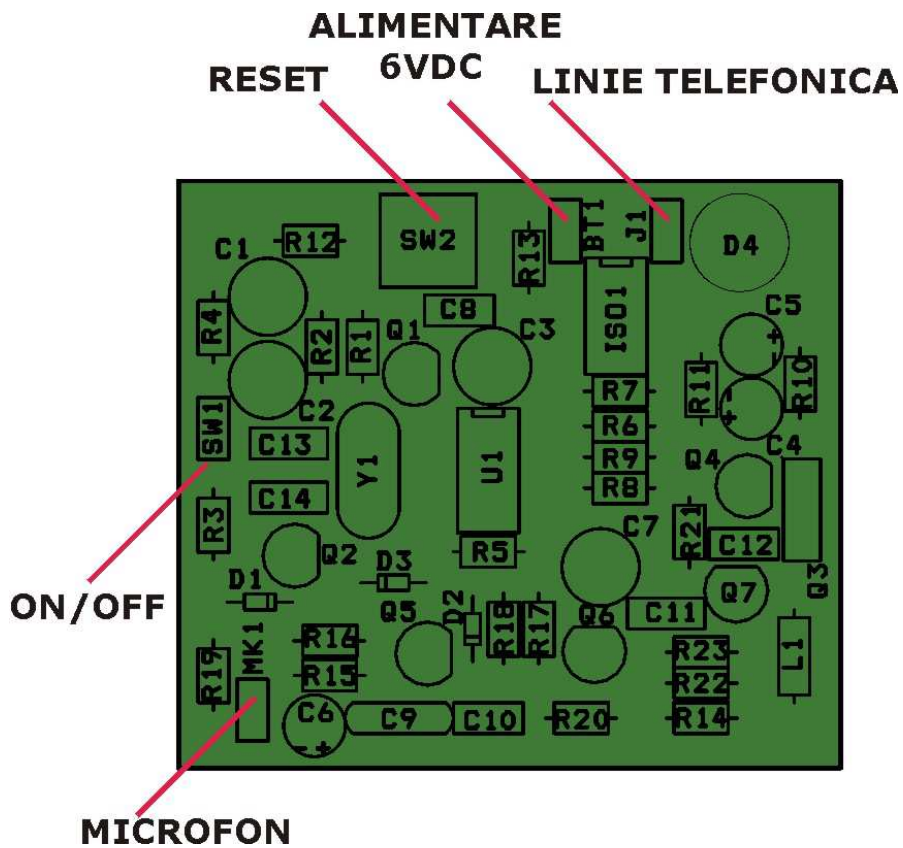 ALIMENTARE
6VDC
RESET
LINIE TELEFONICA
R12
SW2
R13
BT1
J1
D4
C1
R4
R2
R1
Q1
C8
C3
ISO1
C5
R11
R10
R7
SW1
C2
C13
Y1
U1
R6
R9
R8
Q4
C4
C14
R3
Q2
R5
C7
R21
C12
Q3
D1
D3
Q5
D2
R18
R17
Q6
C11
Q7
ON/OFF
R19
MK1
R16
R15
R23
R22
L1
C6
C9
C10
R20
R14
MICROFON